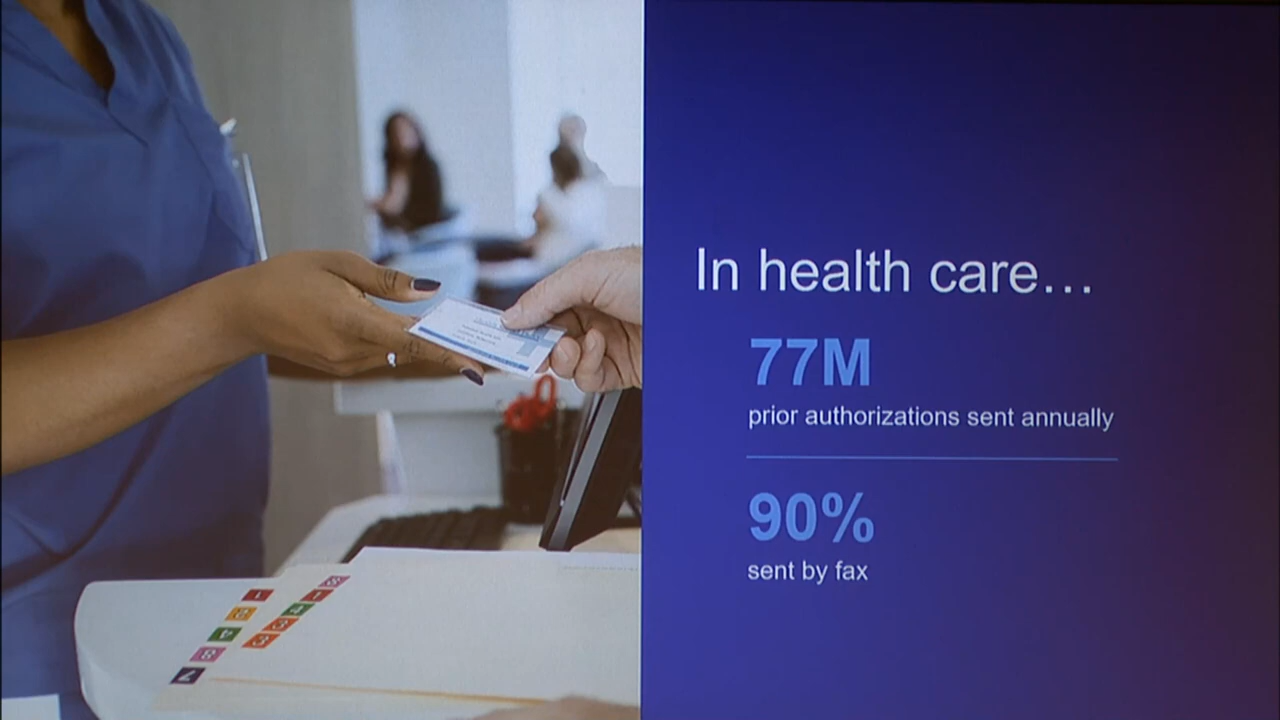 In health care…
77M
prior authorizations sent annually
90%
sent by fax